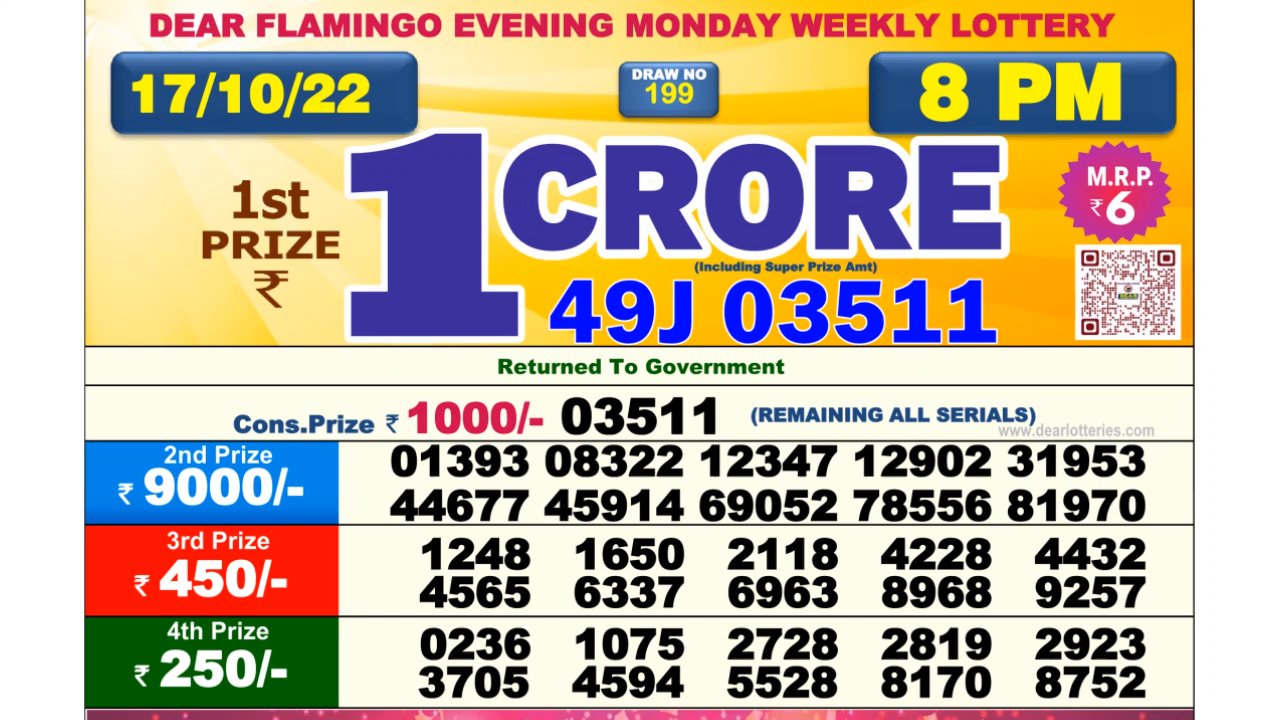 DEAR FLAMINGO EVENING MONDAY WEEKLY LOTTERY
17/10/22
DRAW NO
199
8 PM
1st
PRIZE
₹
1 CRORE
(Including Super Prize Amt)
49J 03511
M.R.P.
₹ 6
Returned To Government
Cons.Prize ₹ 1000/- 03511 (REMAINING ALL SERIALS)
www.dearlotteries.com
2nd Prize
₹ 9000/-
01393 08322 12347 12902 31953
44677 45914 69052 78556 81970
3rd Prize
₹ 450/-
1248 1650 2118 4228 4432
4565 6337 6963 8968 9257
4th Prize
₹ 250/-
0236 1075 2728 2819 2923
3705 4594 5528 8170 8752